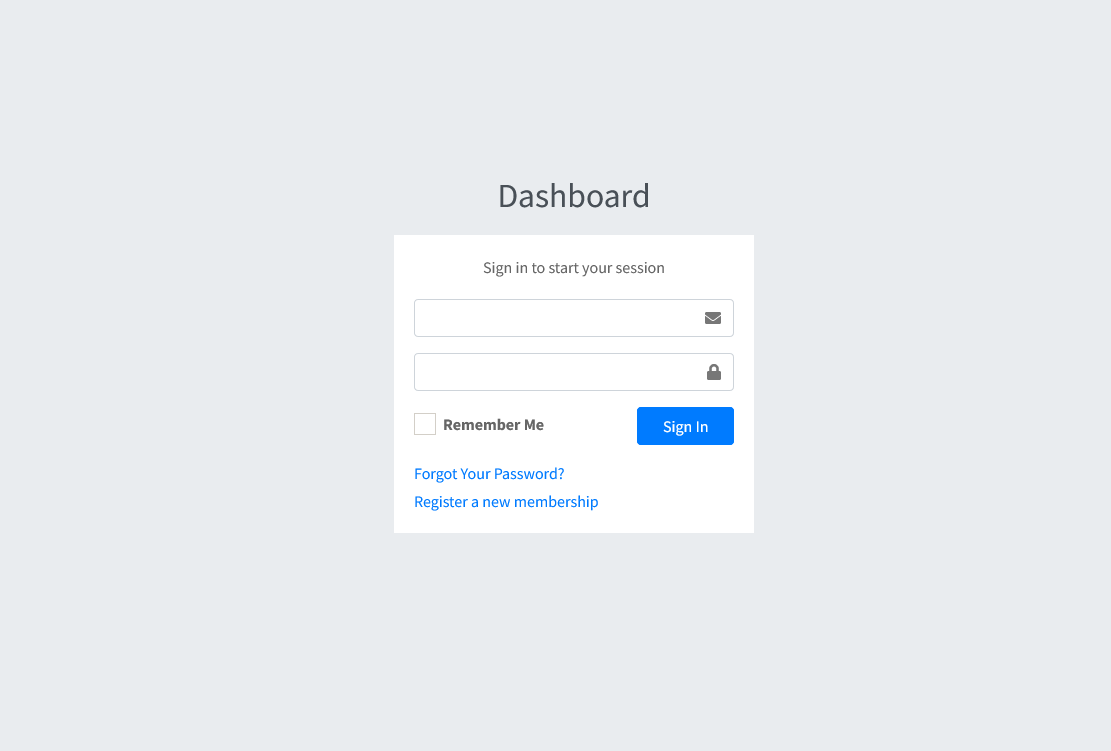 Dashboard
Sign in to start your session
Remember Me
Sign In
Forgot Your Password?
Register a new membership